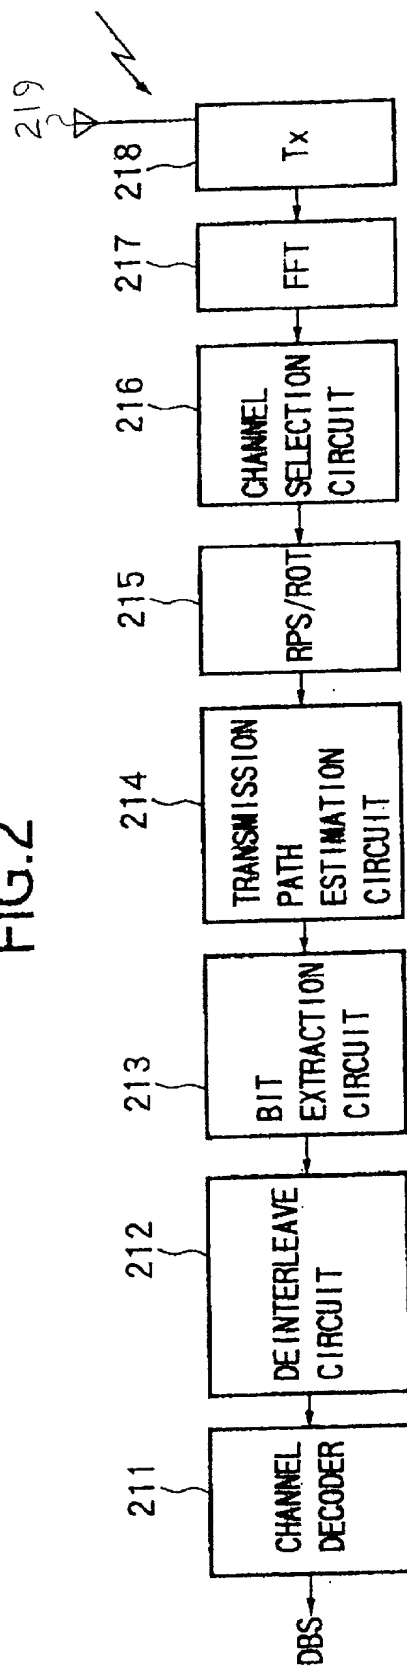 FIG.2
DBS
211
CHANNEL
DECODER
212
DEINTERLEAVE
CIRCUIT
213
BIT
EXTRACTION
CIRCUIT
214
TRANSMISSION
PATH
ESTIMATION
CIRCUIT
215
RPS/ROT
216
CHANNEL
SELECTION
CIRCUIT
217
FFT
218
Tx
219